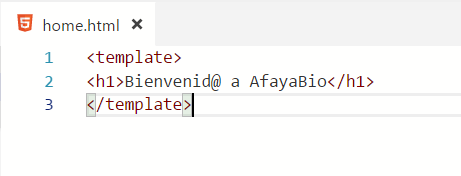 home.html
1 <template>
2 <h1>Bienvenid@ a AfayaBio</h1>
3 </template>